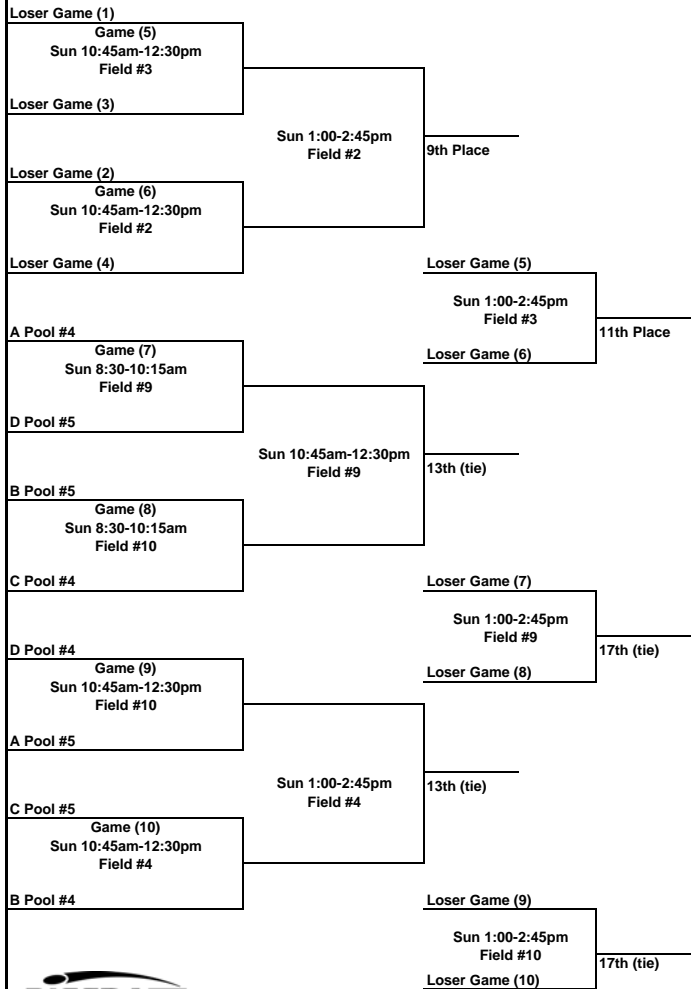 Loser Game (1)
Game (5)
Sun 10:45am-12:30pm
Field #3
Loser Game (3)
Sun 1:00-2:45pm
Field #2
9th Place
Loser Game (2)
Game (6)
Sun 10:45am-12:30pm
Field #2
Loser Game (4)
Loser Game (5)
Sun 1:00-2:45pm
Field #3
11th Place
Loser Game (6)
A Pool #4
Game (7)
Sun 8:30-10:15am
Field #9
D Pool #5
Sun 10:45am-12:30pm
Field #9
13th (tie)
B Pool #5
Game (8)
Sun 8:30-10:15am
Field #10
C Pool #4
Loser Game (7)
Sun 1:00-2:45pm
Field #9
17th (tie)
Loser Game (8)
D Pool #4
Game (9)
Sun 10:45am-12:30pm
Field #10
A Pool #5
Sun 1:00-2:45pm
Field #4
13th (tie)
C Pool #5
Game (10)
Sun 10:45am-12:30pm
Field #4
B Pool #4
Loser Game (9)
Sun 1:00-2:45pm
Field #10
17th (tie)
Loser Game (10)